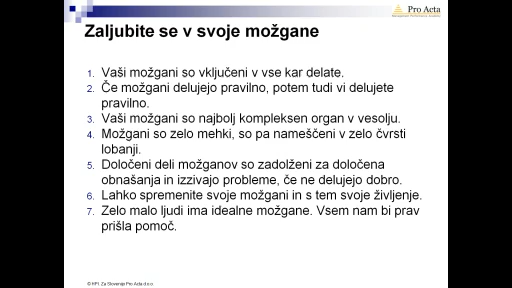 Pro Acta
Management Performance Academy
Zaljubite se v svoje možgane
1. Vaši možgani so vključeni v vse kar delate.
2. Če možgani delujejo pravilno, potem tudi vi delujete
pravilno.
3. Vaši možgani so najbolj kompleksen organ v vesolju.
4. Možgani so zelo mehki, so pa nameščeni v zelo čvrsti
lobanji.
5. Določeni deli možganov so zadolženi za določena
obnašanja in izzivajo probleme, če ne delujejo dobro.
6. Lahko spremenite svoje možgani in s tem svoje življenje.
7. Zelo malo ljudi ima idealne možgane. Vsem nam bi prav
prišla pomoč.
© HPI. Za Slovenijo Pro Acta d.o.o.